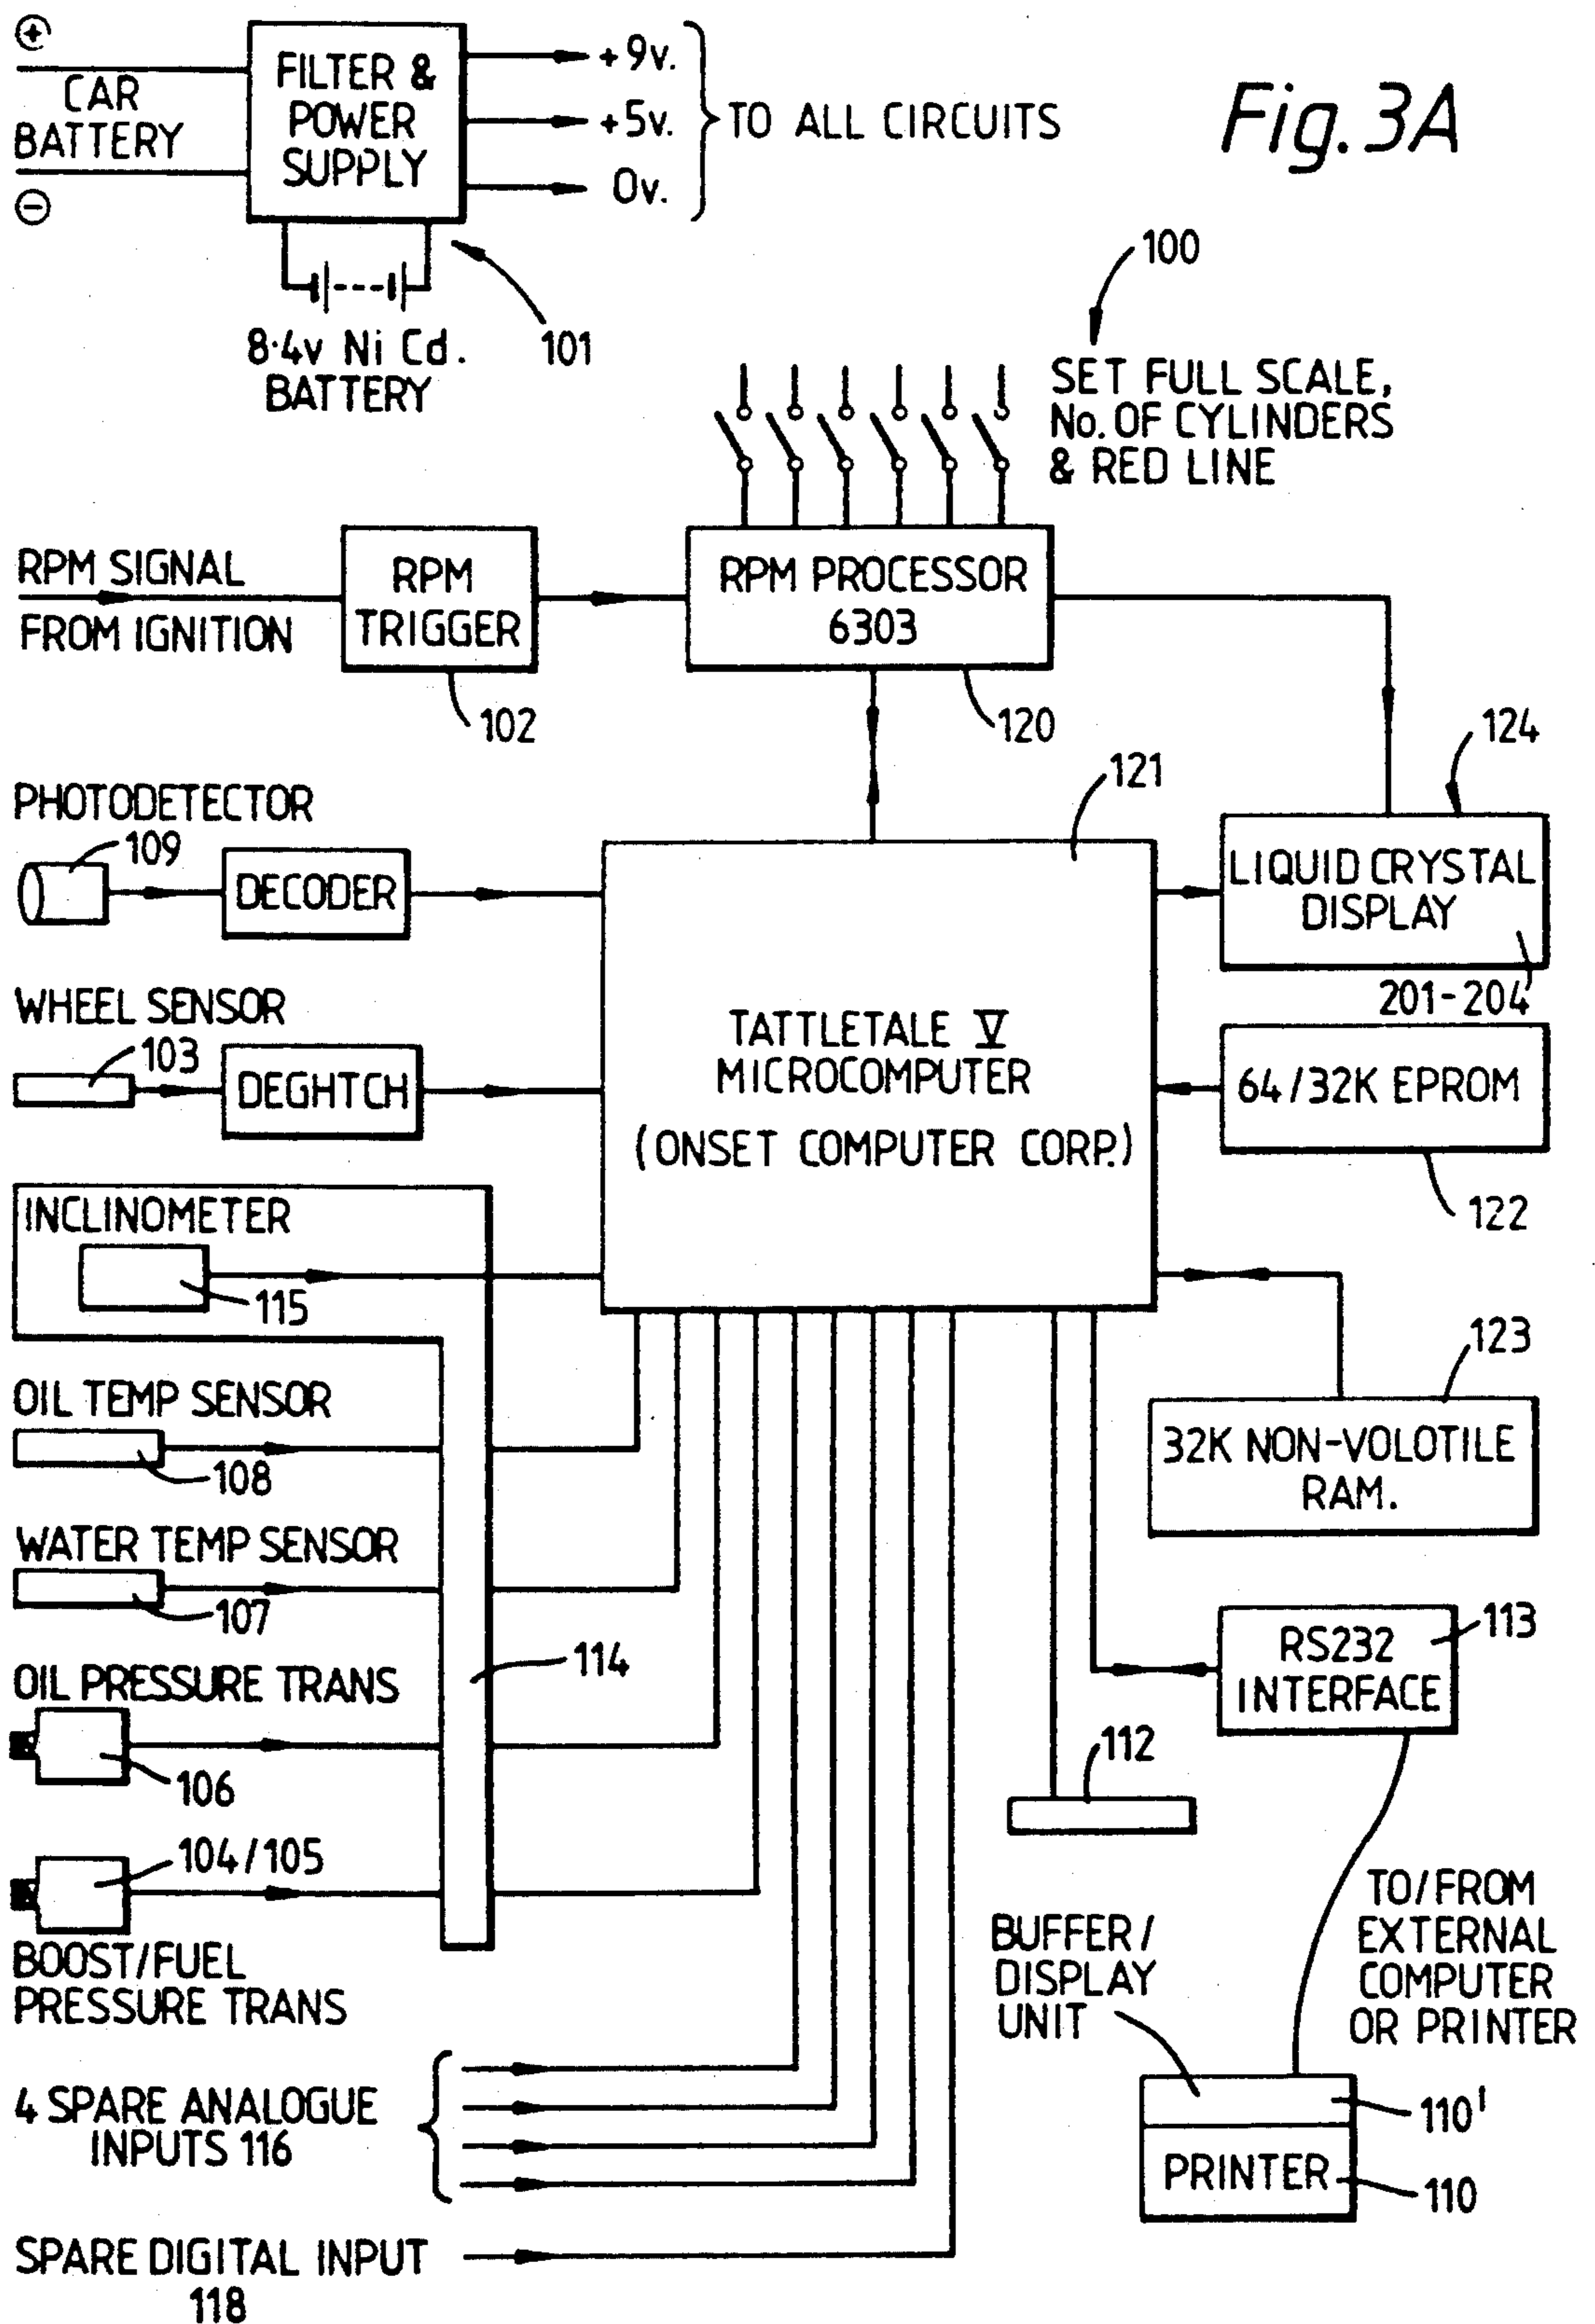 Fig. 3A
⊕
CAR
BATTERY
⊖
FILTER &
POWER
SUPPLY
+9v.
+5v.
0v.
TO ALL CIRCUITS
8·4v Ni Cd.
BATTERY
101
100
SET FULL SCALE,
No. OF CYLINDERS
& RED LINE
RPM SIGNAL
FROM IGNITION
RPM
TRIGGER
102
RPM PROCESSOR
6303
120
124
LIQUID CRYSTAL
DISPLAY
201-204
121
PHOTODETECTOR
109
DECODER
WHEEL SENSOR
103
DEGHTCH
TATTLETALE V
MICROCOMPUTER
(ONSET COMPUTER CORP.)
64/32K EPROM
122
INCLINOMETER
115
123
32K NON-VOLOTILE
RAM.
OIL TEMP SENSOR
108
WATER TEMP SENSOR
107
114
RS232
INTERFACE
113
OIL PRESSURE TRANS
106
112
104/105
BOOST/FUEL
PRESSURE TRANS
TO/FROM
EXTERNAL
COMPUTER
OR PRINTER
BUFFER/
DISPLAY
UNIT
110'
PRINTER
110
4 SPARE ANALOGUE
INPUTS 116
SPARE DIGITAL INPUT
118